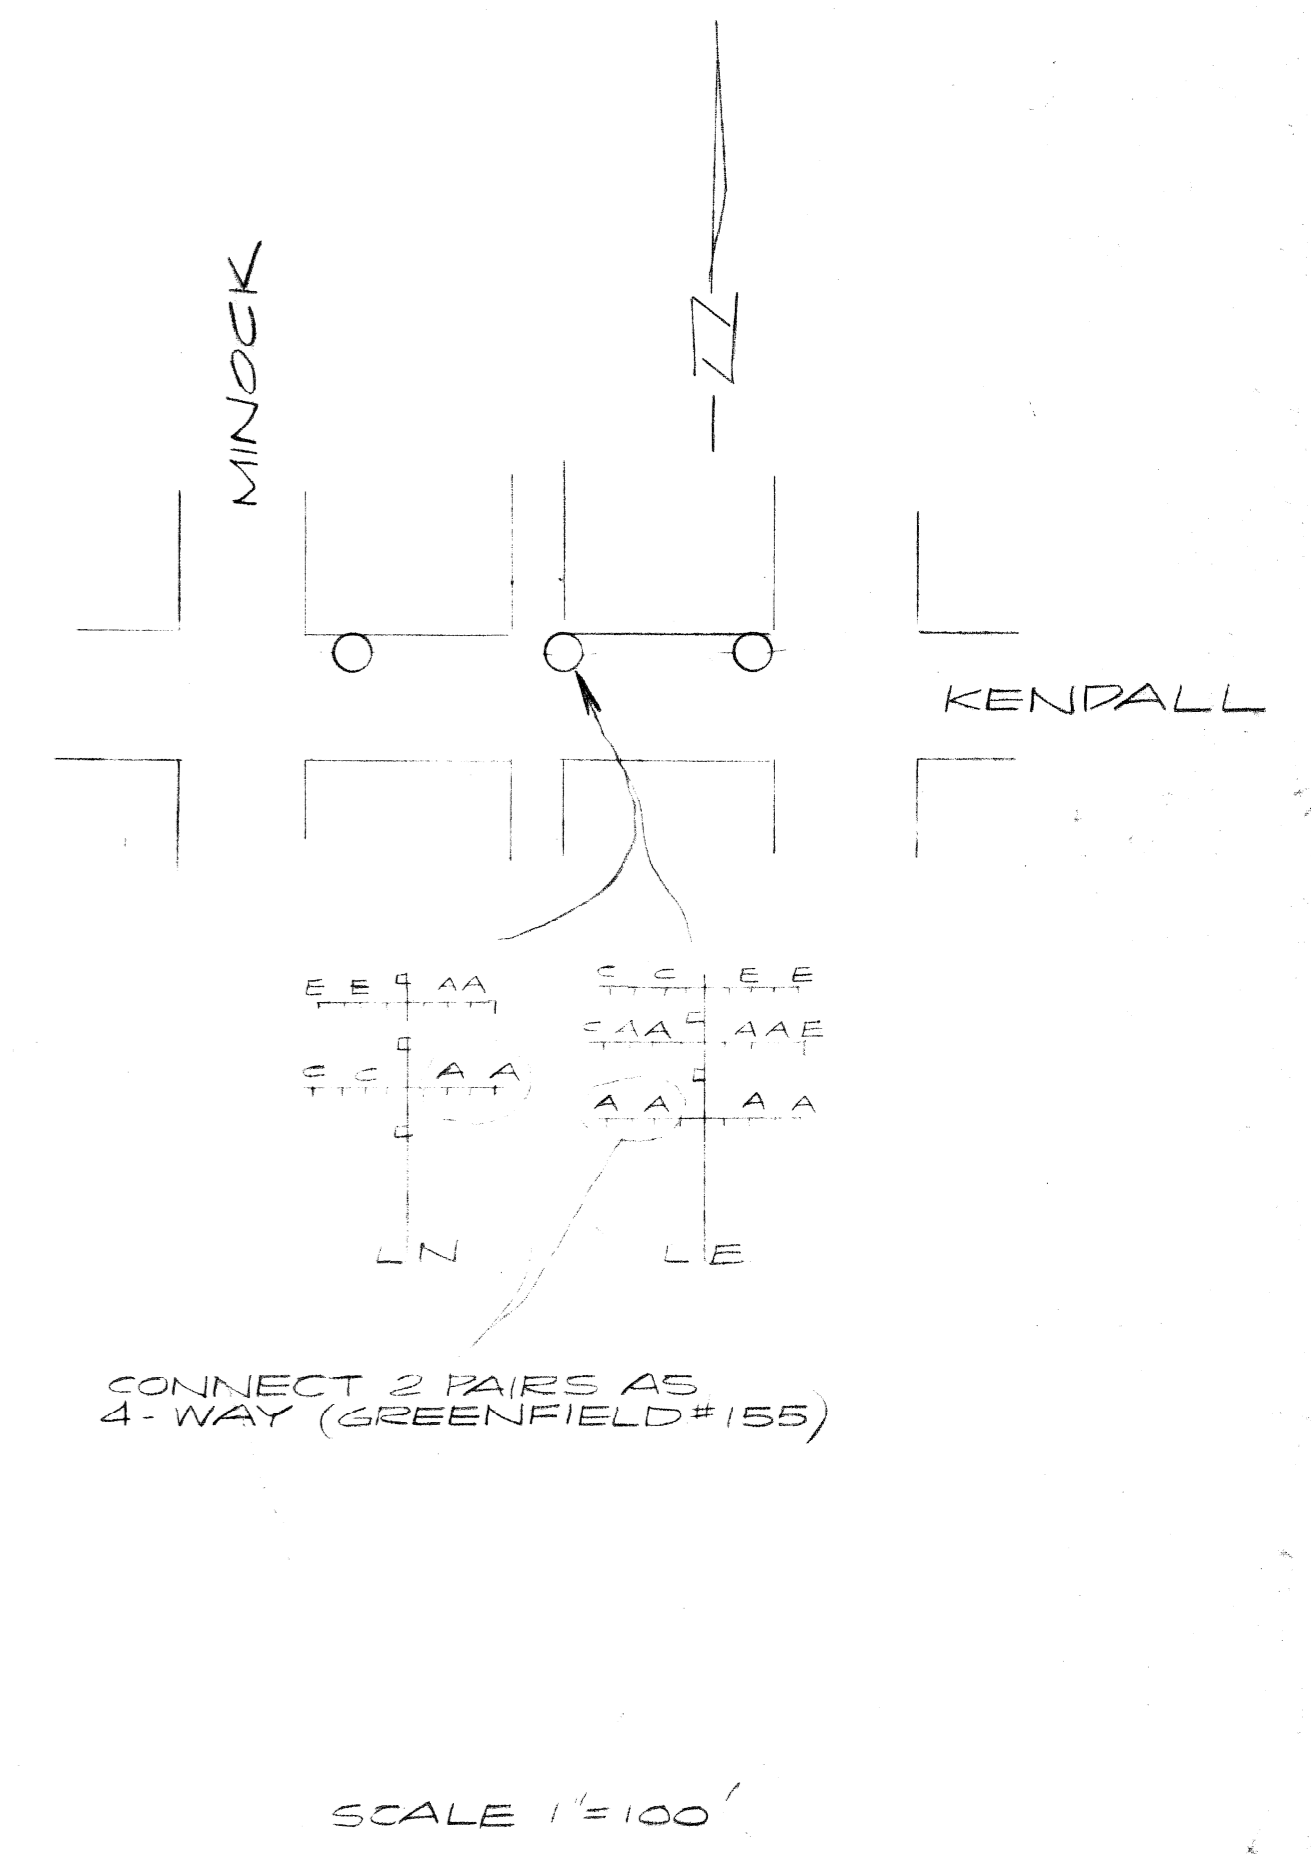 MINOCK
N
KENDALL
E E C A A
C
C C A A
C
L N
C C E E
C A A C A A E
C
A A A A
L E
CONNECT 2 PAIRS AS
4-WAY (GREENFIELD #155)
SCALE 1"=100'